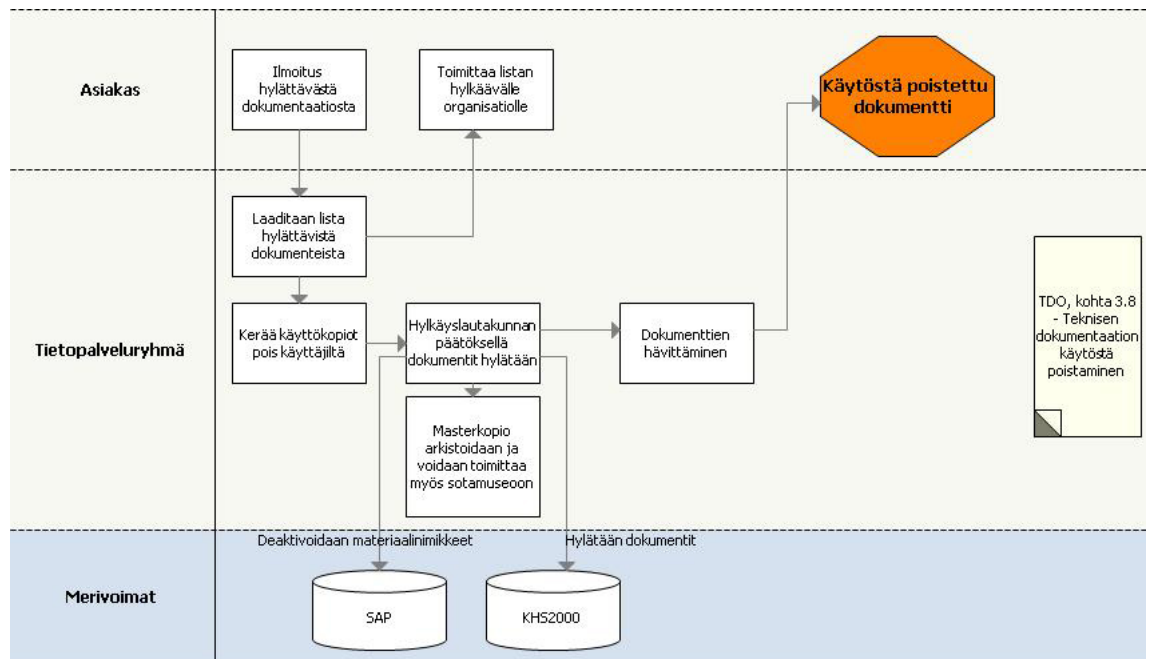 Asiakas
Ilmoitus
hylättävästä
dokumentaatiosta
Toimittaa listan
hylkäävälle
organisatiolle
Käytöstä poistettu
dokumentti
Tietopalveluryhmä
Laaditaan lista
hylättävistä
dokumenteista
Kerää käyttökopiot
pois käyttäjiltä
Hylkäyslautakunnan
päätöksellä
dokumentit hylätään
Dokumenttien
hävittäminen
Masterkopio
arkistoidaan ja
voidaan toimittaa
myös sotamuseoon
TDO, kohta 3.8
- Teknisen
dokumentaation
käytöstä
poistaminen
Merivoimat
Deaktivoidaan materiaalinimikkeet
Hylätään dokumentit
SAP
KHS2000